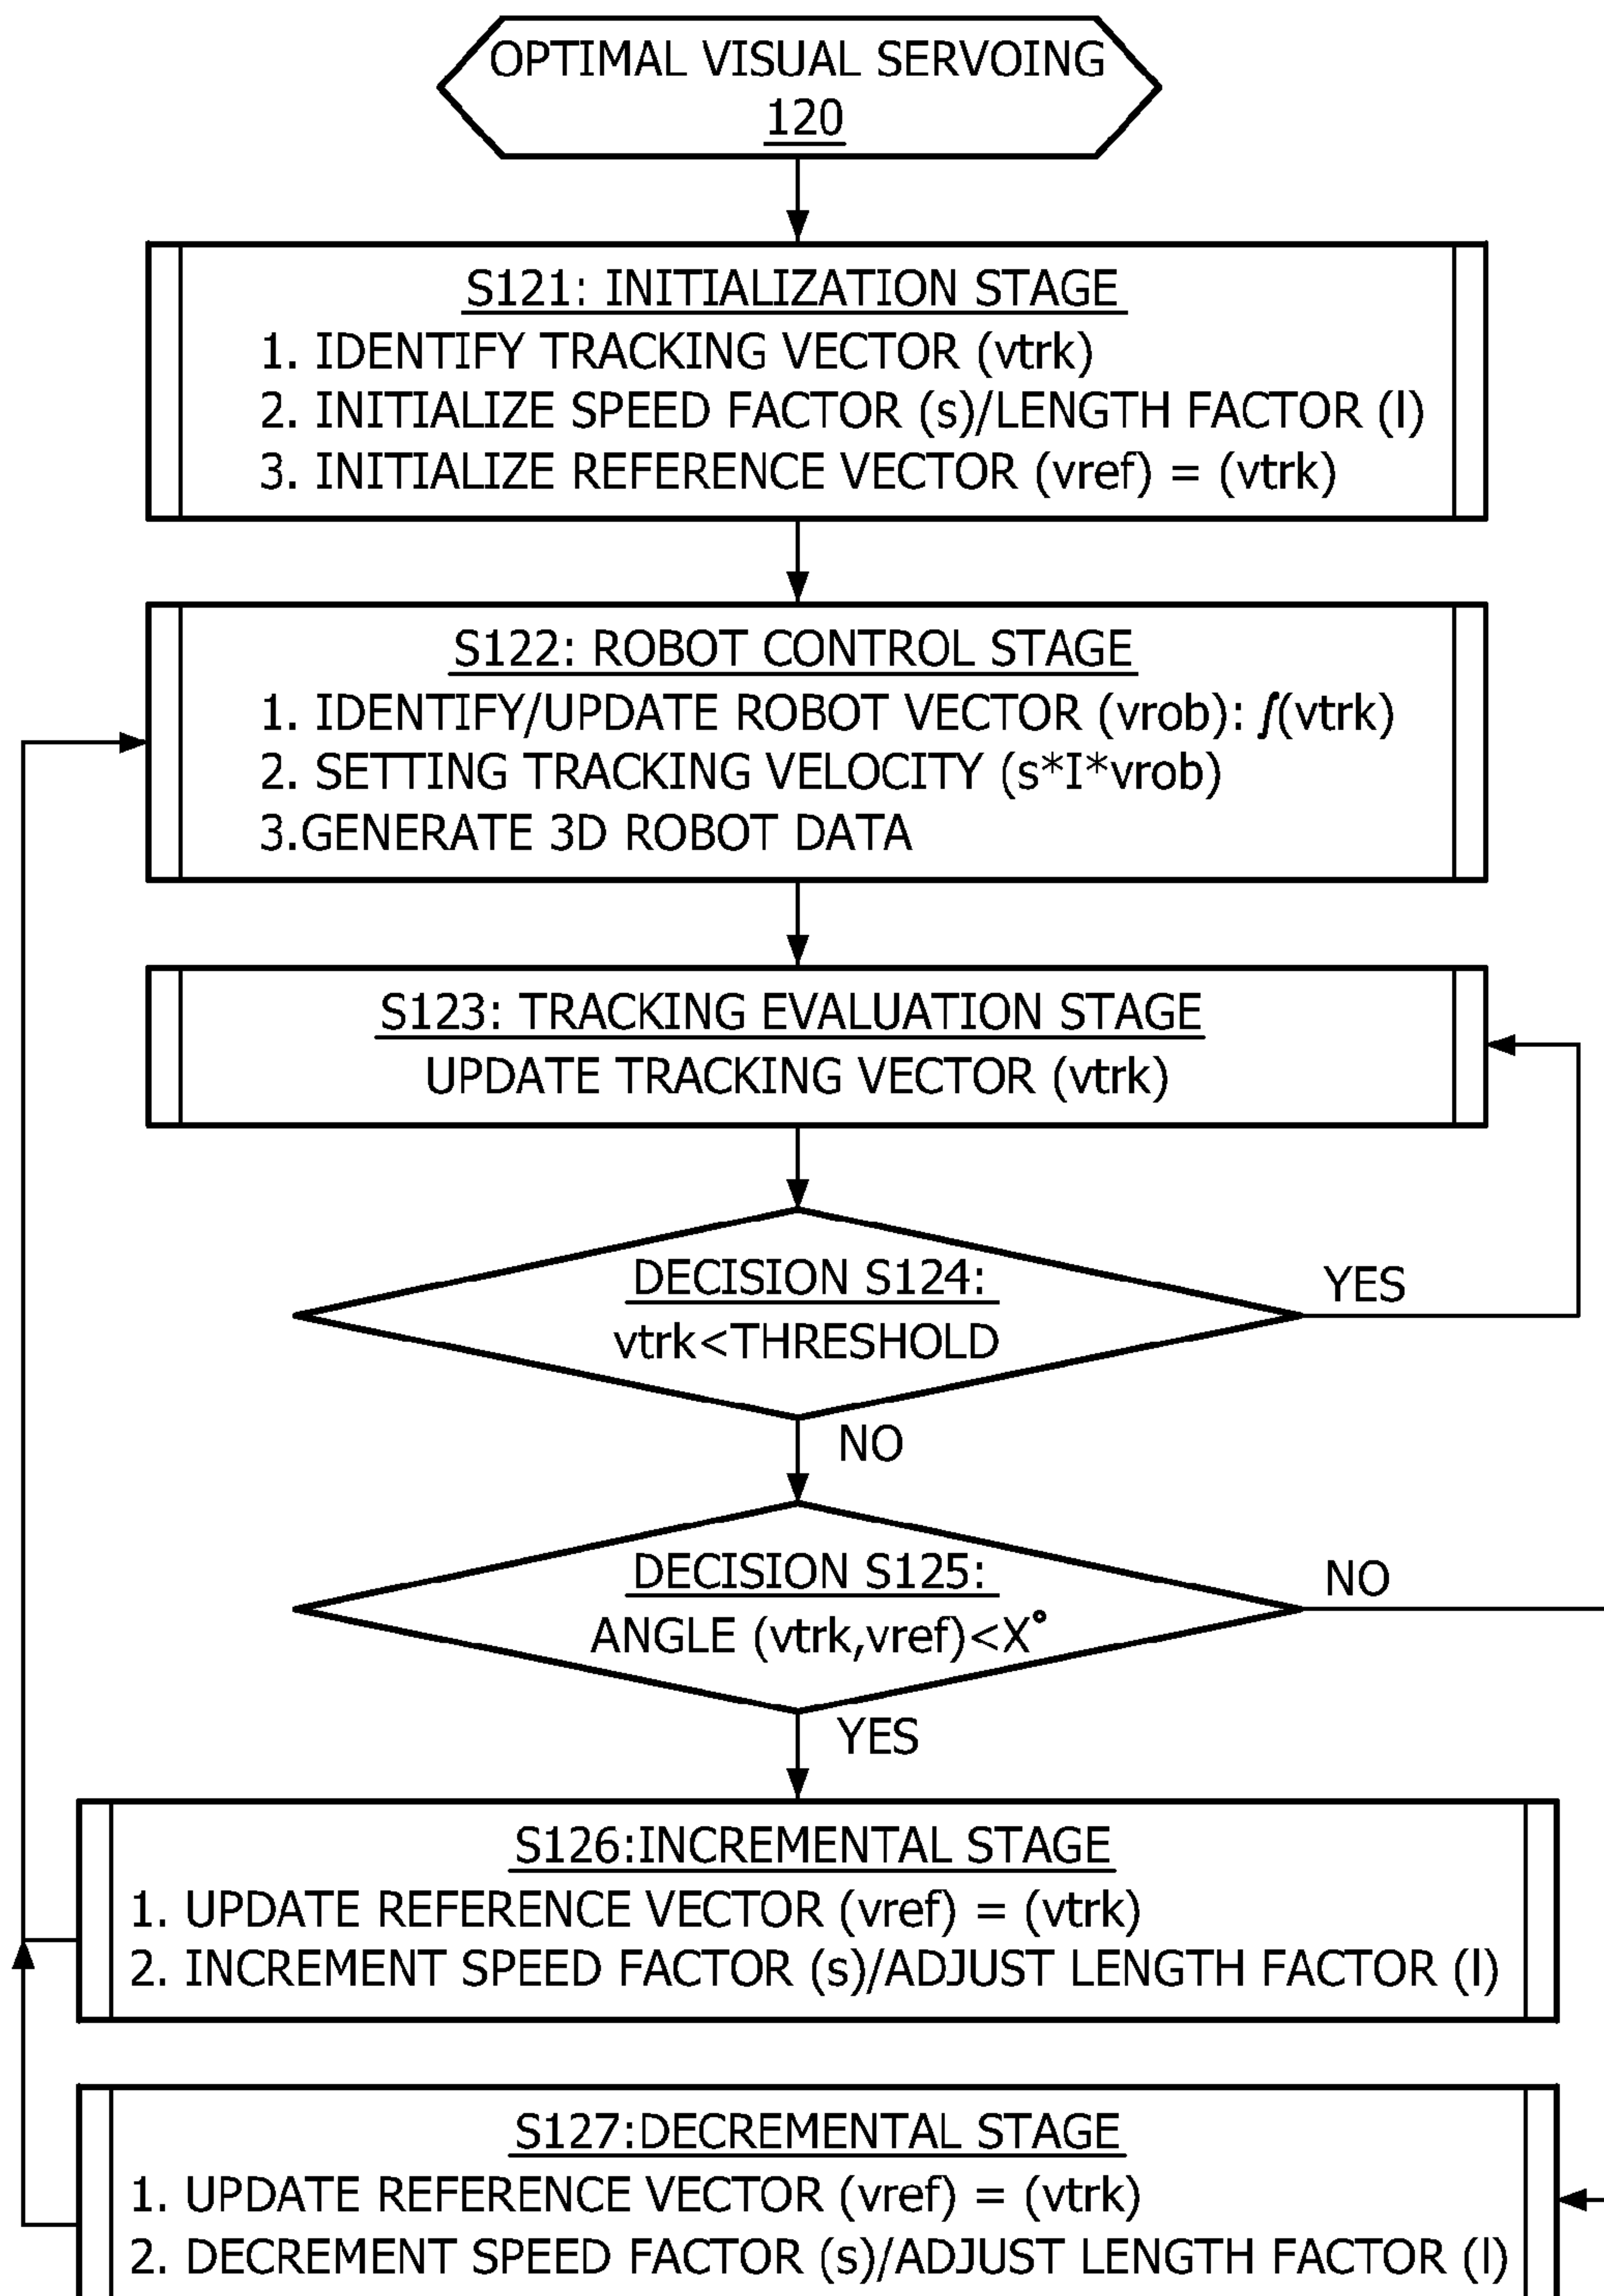 OPTIMAL VISUAL SERVOING
120
S121: INITIALIZATION STAGE
1. IDENTIFY TRACKING VECTOR (vtrk)
2. INITIALIZE SPEED FACTOR (s)/LENGTH FACTOR (l)
3. INITIALIZE REFERENCE VECTOR (vref) = (vtrk)
S122: ROBOT CONTROL STAGE
1. IDENTIFY/UPDATE ROBOT VECTOR (vrob): ∫(vtrk)
2. SETTING TRACKING VELOCITY (s*I*vrob)
3.GENERATE 3D ROBOT DATA
S123: TRACKING EVALUATION STAGE
UPDATE TRACKING VECTOR (vtrk)
DECISION S124:
vtrk<THRESHOLD
YES
NO
DECISION S125:
ANGLE (vtrk,vref)<X°
NO
YES
S126:INCREMENTAL STAGE
1. UPDATE REFERENCE VECTOR (vref) = (vtrk)
2. INCREMENT SPEED FACTOR (s)/ADJUST LENGTH FACTOR (l)
S127:DECREMENTAL STAGE
1. UPDATE REFERENCE VECTOR (vref) = (vtrk)
2. DECREMENT SPEED FACTOR (s)/ADJUST LENGTH FACTOR (l)